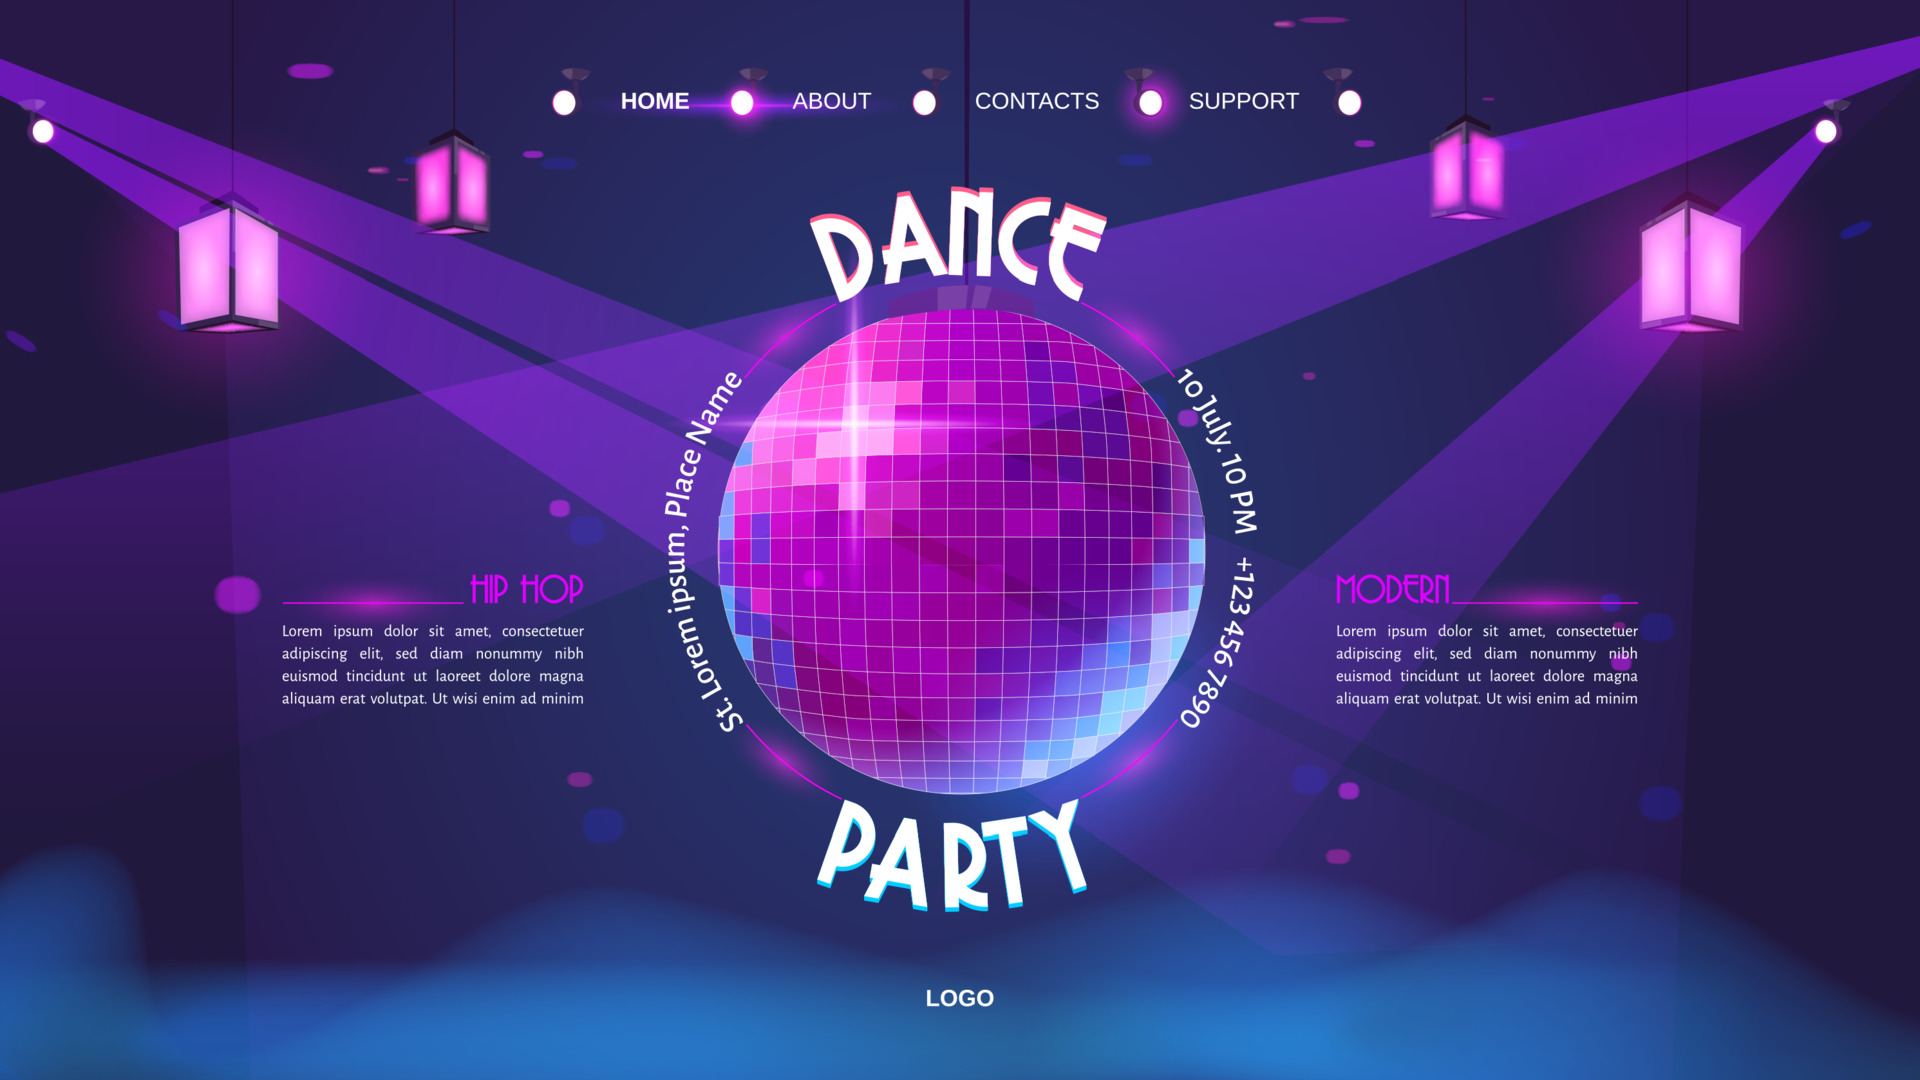 HOME ABOUT CONTACTS SUPPORT
DANCE
St. Lorem ipsum, Place Name
10 July. 10 PM +123 456 7890
HIP HOP
Lorem ipsum dolor sit amet, consectetuer
adipiscing elit, sed diam nonummy nibh
euismod tincidunt ut laoreet dolore magna
aliquam erat volutpat. Ut wisi enim ad minim
MODERN
Lorem ipsum dolor sit amet, consectetuer
adipiscing elit, sed diam nonummy nibh
euismod tincidunt ut laoreet dolore magna
aliquam erat volutpat. Ut wisi enim ad minim
PARTY
LOGO